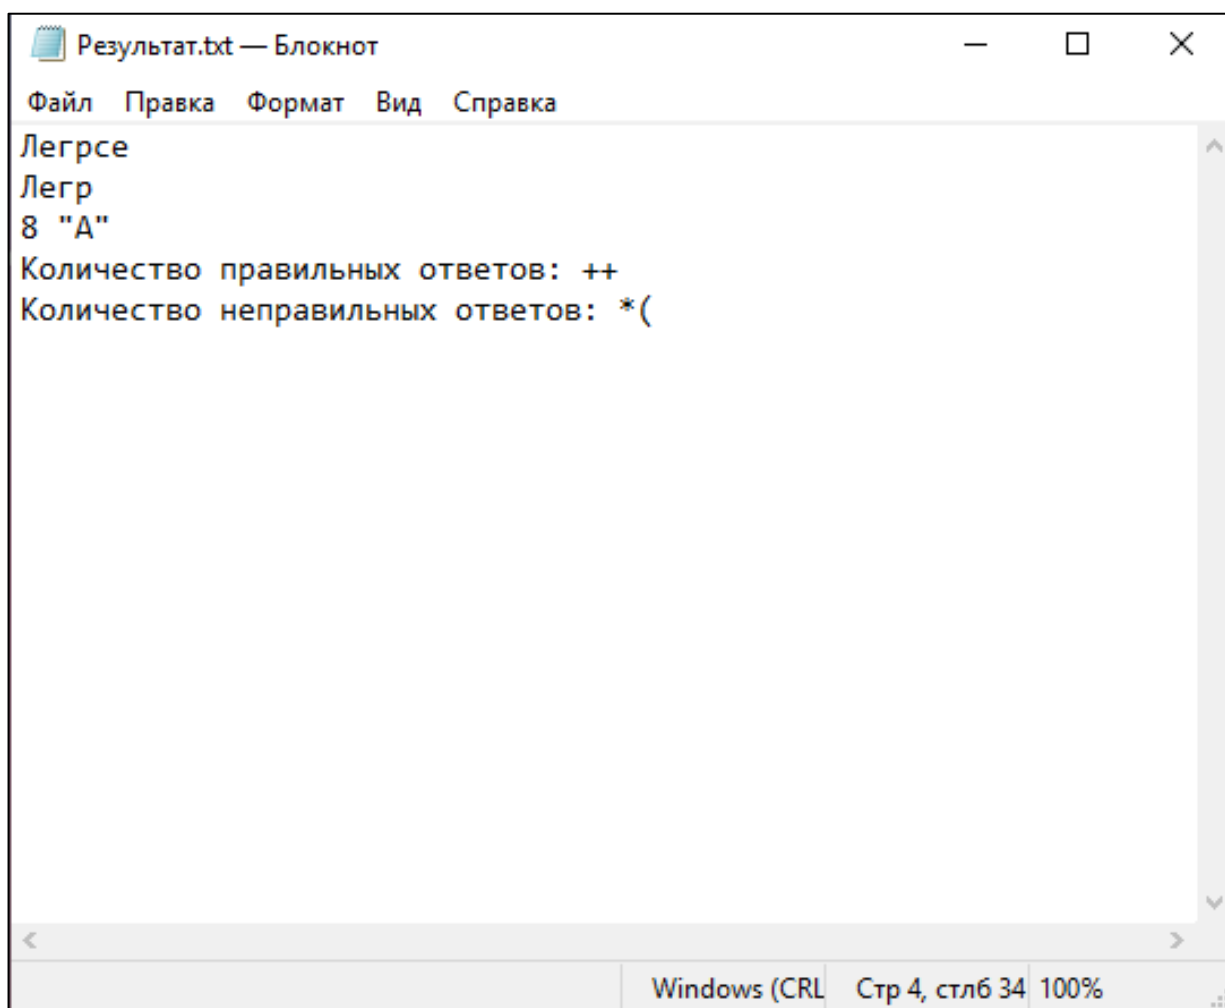 Результат.txt — Блокнот
Файл Правка Формат Вид Справка
Легрсе
Легр
8 "А"
Количество правильных ответов: ++
Количество неправильных ответов: *(
Windows (CRL Стр 4, стлб 34 100%